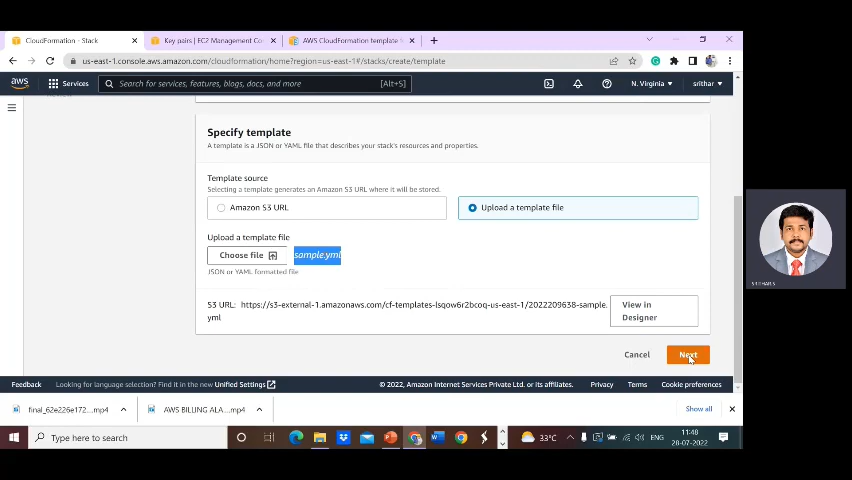 CloudFormation - Stack
Key pairs | EC2 Management Con
AWS CloudFormation template t
us-east-1.console.aws.amazon.com/cloudformation/home?region=us-east-1#/stacks/create/template
aws
Services
Search for services, features, blogs, docs, and more
[Alt+S]
N. Virginia
srithar
Specify template
A template is a JSON or YAML file that describes your stack's resources and properties.
Template source
Selecting a template generates an Amazon S3 URL where it will be stored.
Amazon S3 URL
Upload a template file
Upload a template file
Choose file
sample.yml
JSON or YAML formatted file
S3 URL: https://s3-external-1.amazonaws.com/cf-templates-lsqow6r2bcoq-us-east-1/2022209638-sample.
yml
View in
Designer
Cancel
Next
Feedback
Looking for language selection? Find it in the new Unified Settings
© 2022, Amazon Internet Services Private Ltd. or its affiliates.
Privacy
Terms
Cookie preferences
final_62e226e172....mp4
AWS BILLING ALA....mp4
Show all
Type here to search
33°C
ENG
11:48
28-07-2022